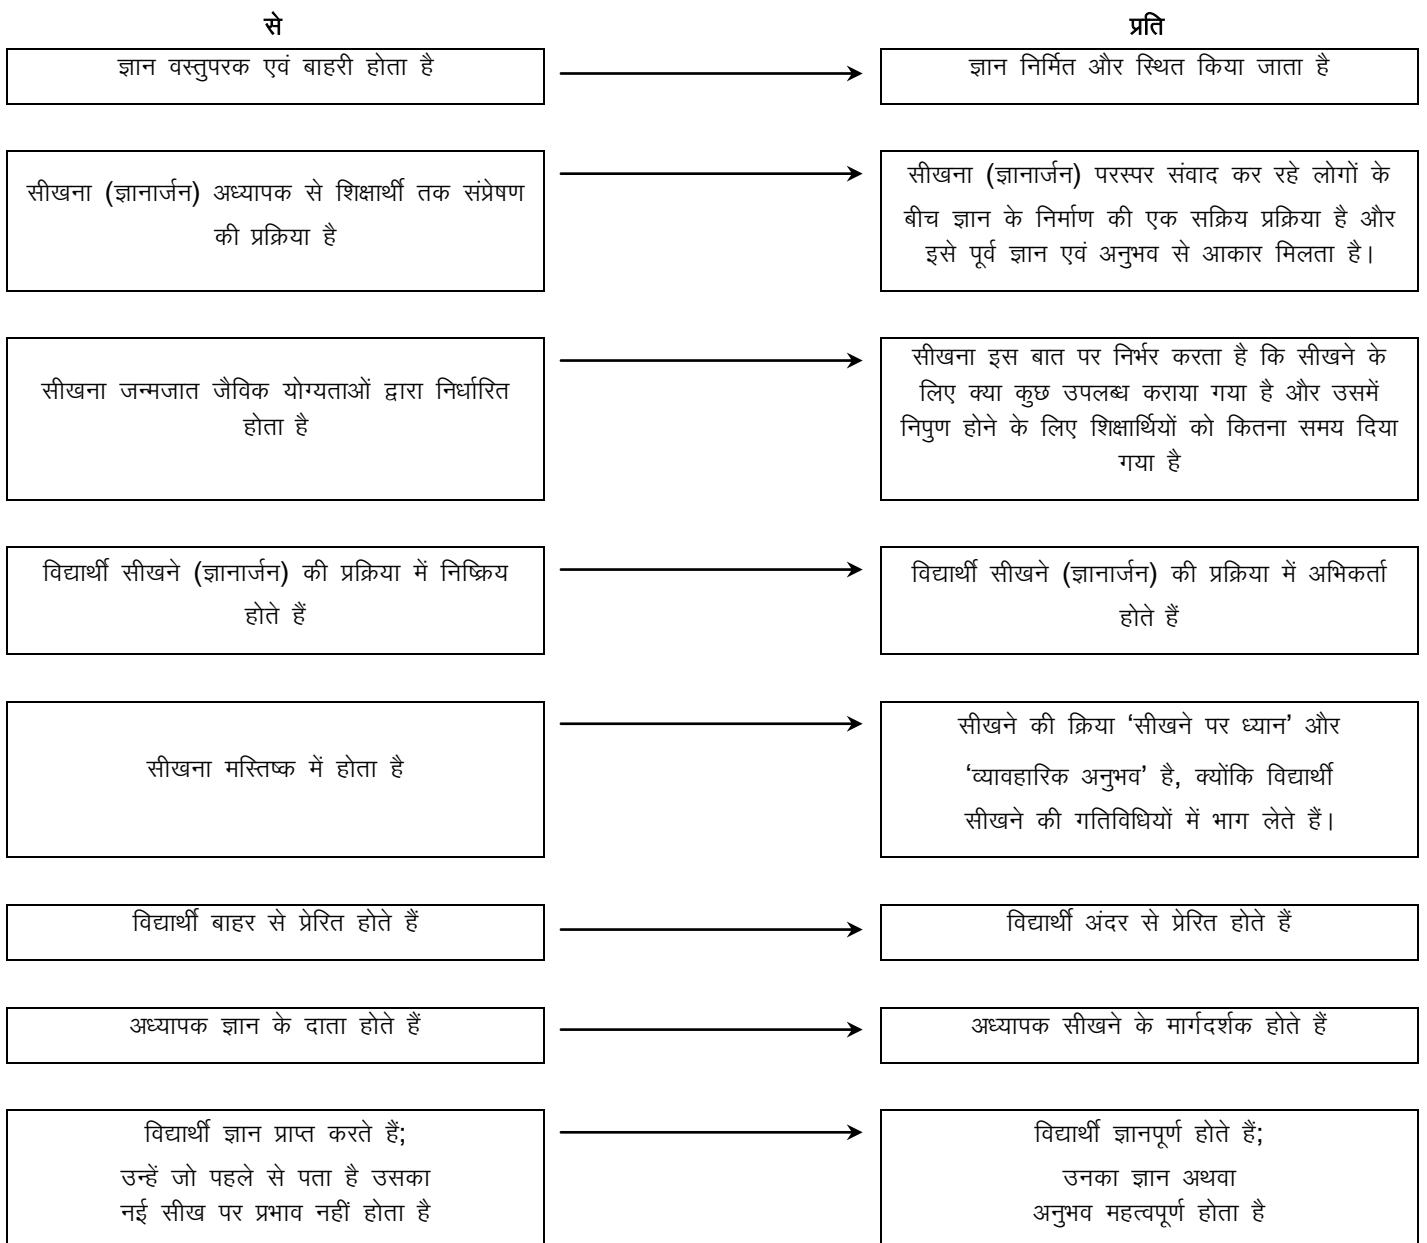 से
प्रति
ज्ञान वस्तुपरक एवं बाहरी होता है
ज्ञान निर्मित और स्थित किया जाता है
सीखना (ज्ञानार्जन) अध्यापक से शिक्षार्थी तक संप्रेषण
की प्रक्रिया है
सीखना (ज्ञानार्जन) परस्पर संवाद कर रहे लोगों के
बीच ज्ञान के निर्माण की एक सक्रिय प्रक्रिया है और
इसे पूर्व ज्ञान एवं अनुभव से आकार मिलता है।
सीखना जन्मजात जैविक योग्यताओं द्वारा निर्धारित
होता है
सीखना इस बात पर निर्भर करता है कि सीखने के
लिए क्या कुछ उपलब्ध कराया गया है और उसमें
निपुण होने के लिए शिक्षार्थियों को कितना समय दिया
गया है
विद्यार्थी सीखने (ज्ञानार्जन) की प्रक्रिया में निष्क्रिय
होते हैं
विद्यार्थी सीखने (ज्ञानार्जन) की प्रक्रिया में अभिकर्ता
होते हैं
सीखना मस्तिष्क में होता है
सीखने की क्रिया ‘सीखने पर ध्यान’ और
‘व्यावहारिक अनुभव’ है, क्योंकि विद्यार्थी
सीखने की गतिविधियों में भाग लेते हैं।
विद्यार्थी बाहर से प्रेरित होते हैं
विद्यार्थी अंदर से प्रेरित होते हैं
अध्यापक ज्ञान के दाता होते हैं
अध्यापक सीखने के मार्गदर्शक होते हैं
विद्यार्थी ज्ञान प्राप्त करते हैं;
उन्हें जो पहले से पता है उसका
नई सीख पर प्रभाव नहीं होता है
विद्यार्थी ज्ञानपूर्ण होते हैं;
उनका ज्ञान अथवा
अनुभव महत्वपूर्ण होता है